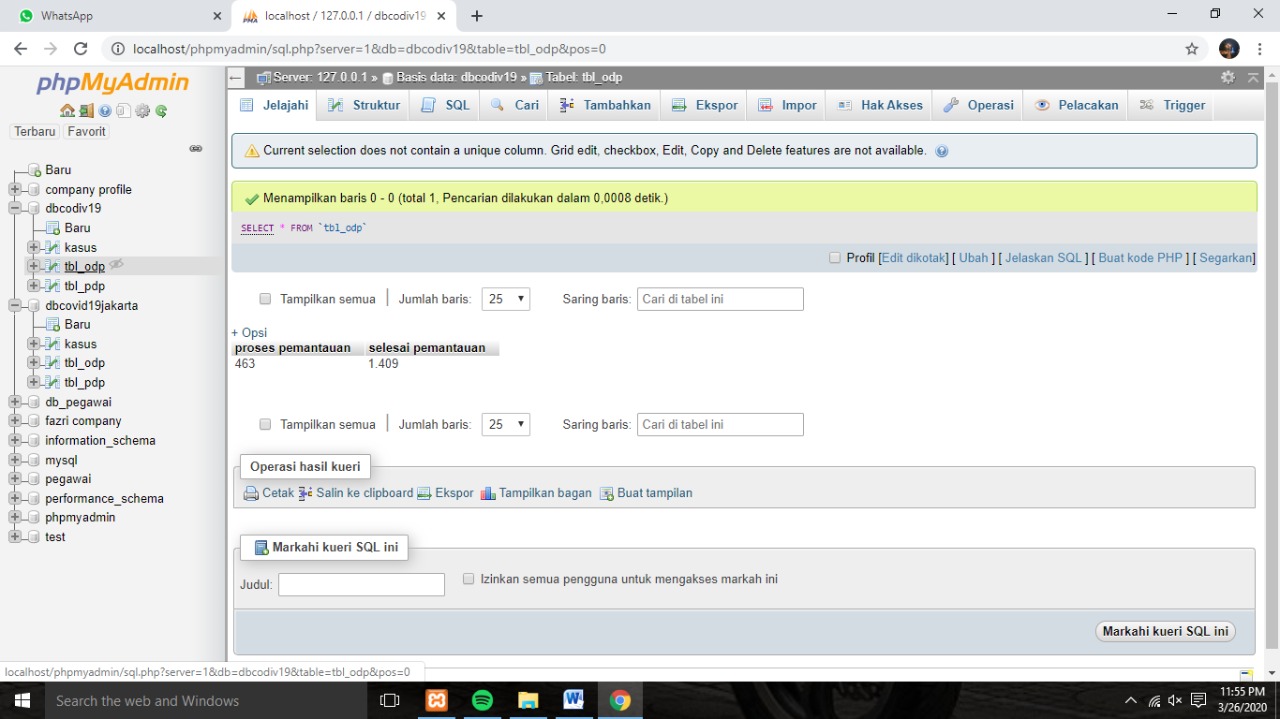 WhatsApp
localhost / 127.0.0.1 / dbcodiv19
localhost/phpmyadmin/sql.php?server=1&db=dbcodiv19&table=tbl_odp&pos=0
phpMyAdmin
Terbaru Favorit
Baru
company profile
dbcodiv19
Baru
kasus
tbl_odp
tbl_pdp
dbcovid19jakarta
Baru
kasus
tbl_odp
tbl_pdp
db_pegawai
fazri company
information_schema
mysql
pegawai
performance_schema
phpmyadmin
test
Server: 127.0.0.1 » Basis data: dbcodiv19 » Tabel: tbl_odp
Jelajahi Struktur SQL Cari Tambahkan Ekspor Impor Hak Akses Operasi Pelacakan Trigger
Current selection does not contain a unique column. Grid edit, checkbox, Edit, Copy and Delete features are not available.
Menampilkan baris 0 - 0 (total 1, Pencarian dilakukan dalam 0,0008 detik.)
SELECT * FROM `tbl_odp`
Profil [Edit dikotak] [ Ubah ] [ Jelaskan SQL ] [ Buat kode PHP ] [ Segarkan]
Tampilkan semua | Jumlah baris: 25 Saring baris: Cari di tabel ini
+ Opsi
proses pemantauan selesai pemantauan
463 1.409
Tampilkan semua | Jumlah baris: 25 Saring baris: Cari di tabel ini
Operasi hasil kueri
Cetak Salin ke clipboard Ekspor Tampilkan bagan Buat tampilan
Markahi kueri SQL ini
Judul: Izinkan semua pengguna untuk mengakses markah ini
Markahi kueri SQL ini
localhost/phpmyadmin/sql.php?server=1&db=dbcodiv19&table=tbl_odp&pos=0
Search the web and Windows
11:55 PM
3/26/2020